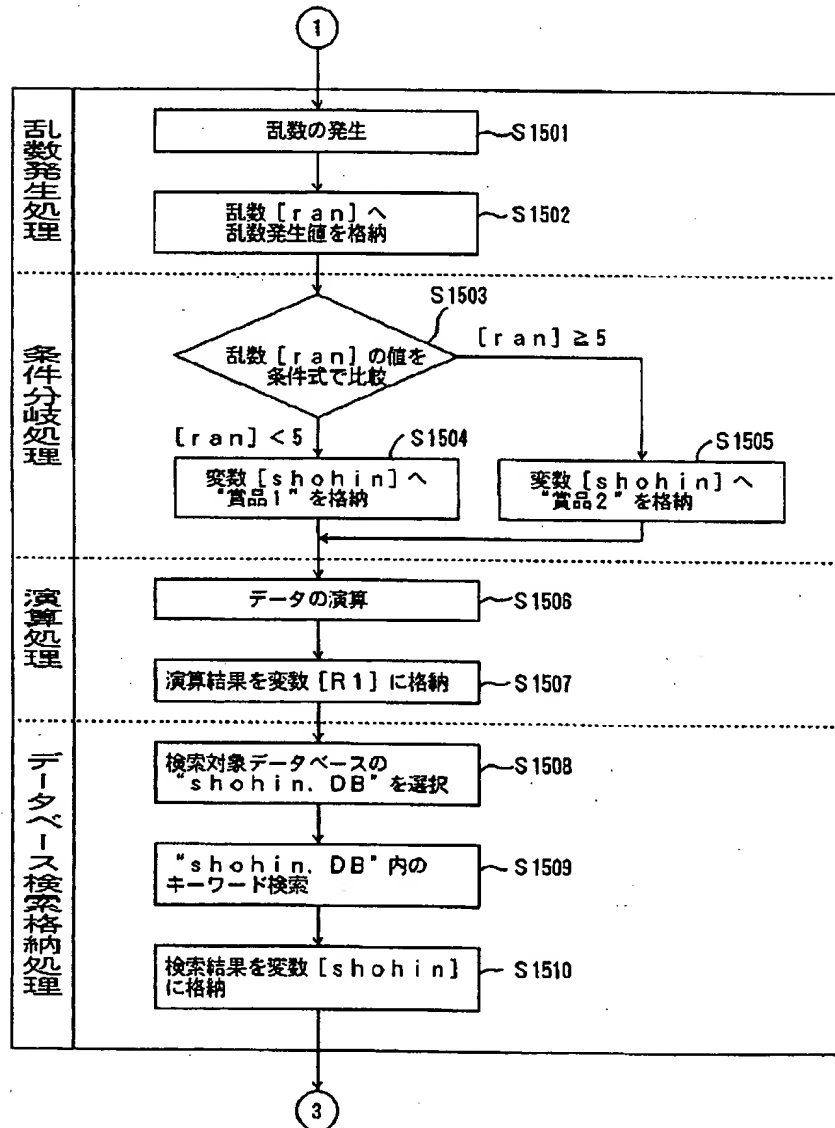 1
乱数発生処理
乱数の発生
S1501
乱数［ran］へ
乱数発生値を格納
S1502
条件分岐処理
S1503
乱数［ran］の値を
条件式で比較
［ran］≧5
［ran］＜5
S1504
変数［shohin］へ
“賞品1”を格納
S1505
変数［shohin］へ
“賞品2”を格納
演算処理
データの演算
S1506
演算結果を変数［R1］に格納
S1507
データベース検索格納処理
検索対象データベースの
“shohin．DB”を選択
S1508
“shohin．DB”内の
キーワード検索
S1509
検索結果を変数［shohin］
に格納
S1510
3